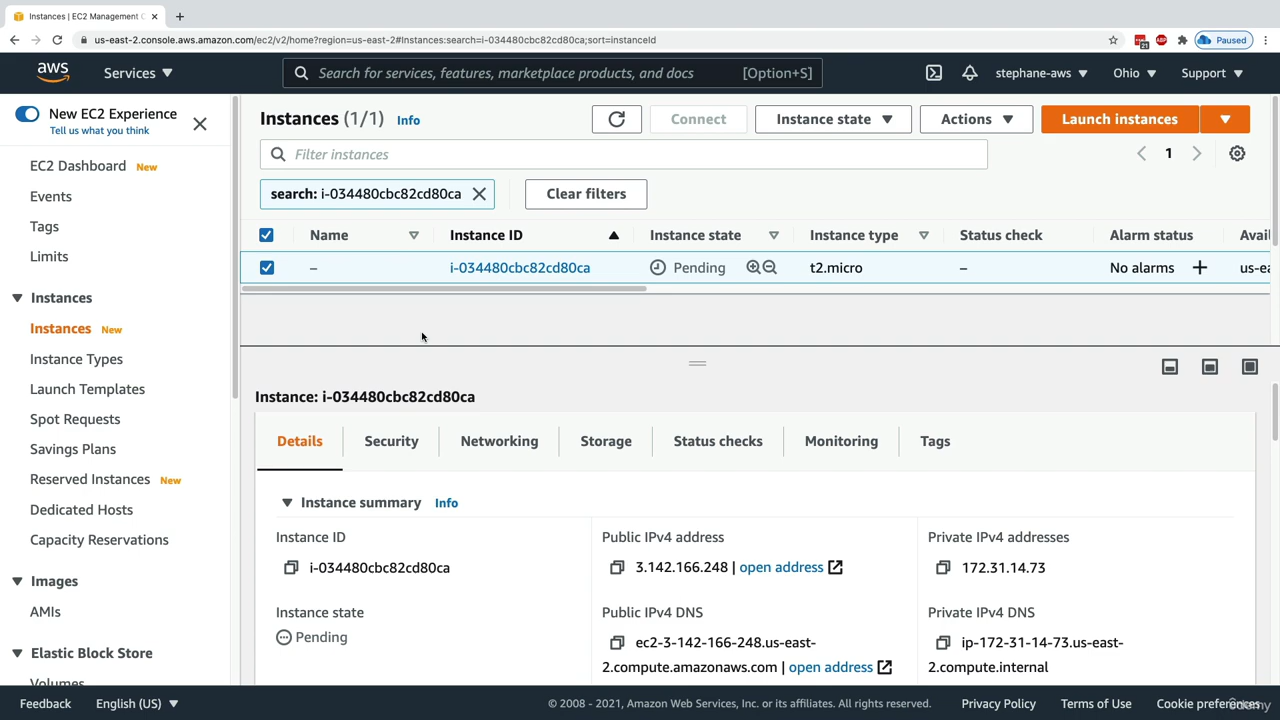 Instances | EC2 Management C
us-east-2.console.aws.amazon.com/ec2/v2/home?region=us-east-2#Instances:search=i-034480cbc82cd80ca;sort=instanceId
21
ABP
Paused
aws
Services
Search for services, features, marketplace products, and docs
[Option+S]
stephane-aws
Ohio
Support
New EC2 Experience
Tell us what you think
EC2 Dashboard New
Events
Tags
Limits
Instances
Instances New
Instance Types
Launch Templates
Spot Requests
Savings Plans
Reserved Instances New
Dedicated Hosts
Capacity Reservations
Images
AMIs
Elastic Block Store
Volumes
Instances (1/1) Info
Connect
Instance state
Actions
Launch instances
Filter instances
1
search: i-034480cbc82cd80ca
Clear filters
Name Instance ID Instance state Instance type Status check Alarm status Avail
– i-034480cbc82cd80ca Pending t2.micro – No alarms + us-ea
Instance: i-034480cbc82cd80ca
Details Security Networking Storage Status checks Monitoring Tags
Instance summary Info
Instance ID
i-034480cbc82cd80ca
Public IPv4 address
3.142.166.248 | open address
Private IPv4 addresses
172.31.14.73
Instance state
Pending
Public IPv4 DNS
ec2-3-142-166-248.us-east-
2.compute.amazonaws.com | open address
Private IPv4 DNS
ip-172-31-14-73.us-east-
2.compute.internal
Feedback
English (US)
© 2008 - 2021, Amazon Web Services, Inc. or its affiliates. All rights reserved.
Privacy Policy
Terms of Use
Cookie preferences
Udemy